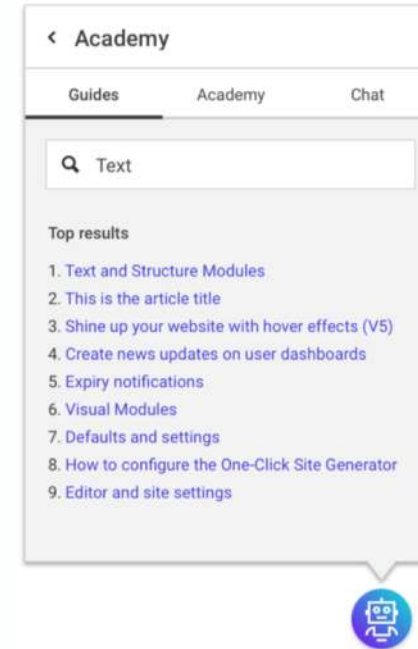 Academy
Guides Academy Chat
Text
Top results
1. Text and Structure Modules
2. This is the article title
3. Shine up your website with hover effects (V5)
4. Create news updates on user dashboards
5. Expiry notifications
6. Visual Modules
7. Defaults and settings
8. How to configure the One-Click Site Generator
9. Editor and site settings